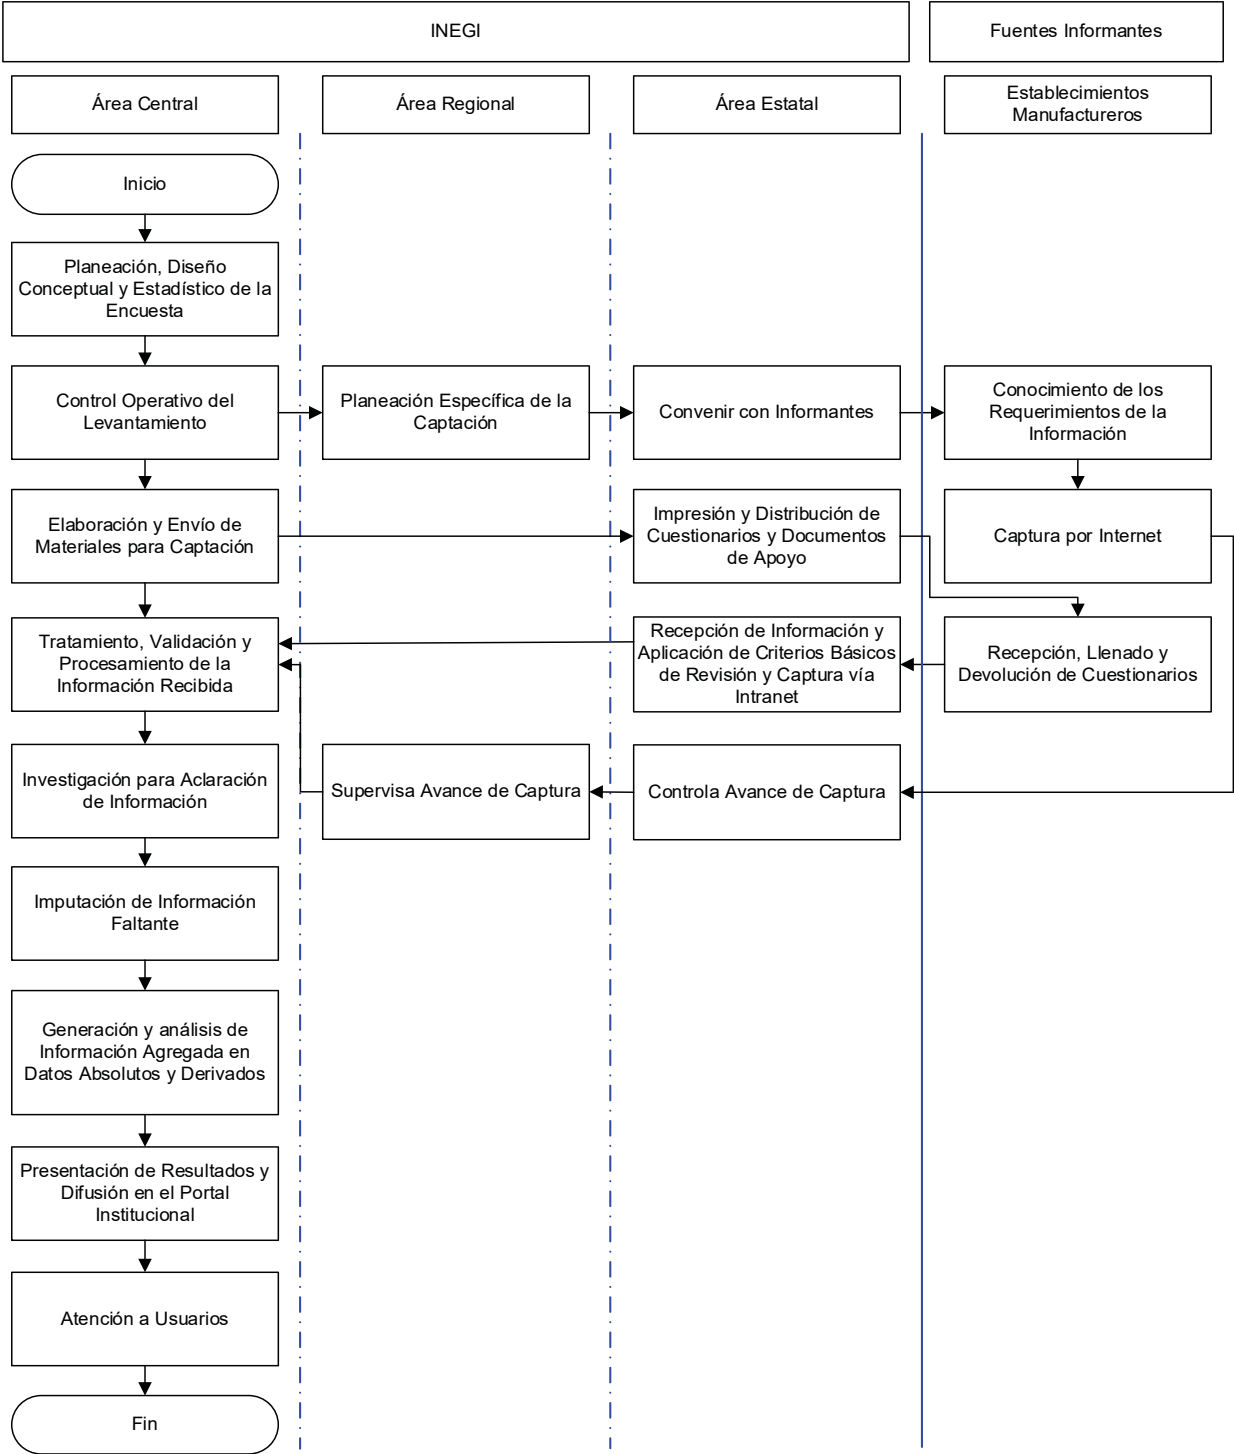 INEGI
Fuentes Informantes
Área Central
Área Regional
Área Estatal
Establecimientos
Manufactureros
Inicio
Planeación, Diseño
Conceptual y Estadístico de la
Encuesta
Control Operativo del
Levantamiento
Planeación Específica de la
Captación
Convenir con Informantes
Conocimiento de los
Requerimientos de la
Información
Elaboración y Envío de
Materiales para Captación
Impresión y Distribución de
Cuestionarios y Documentos
de Apoyo
Captura por Internet
Tratamiento, Validación y
Procesamiento de la
Información Recibida
Recepción de Información y
Aplicación de Criterios Básicos
de Revisión y Captura vía
Intranet
Recepción, Llenado y
Devolución de Cuestionarios
Investigación para Aclaración
de Información
Supervisa Avance de Captura
Controla Avance de Captura
Imputación de Información
Faltante
Generación y análisis de
Información Agregada en
Datos Absolutos y Derivados
Presentación de Resultados y
Difusión en el Portal
Institucional
Atención a Usuarios
Fin